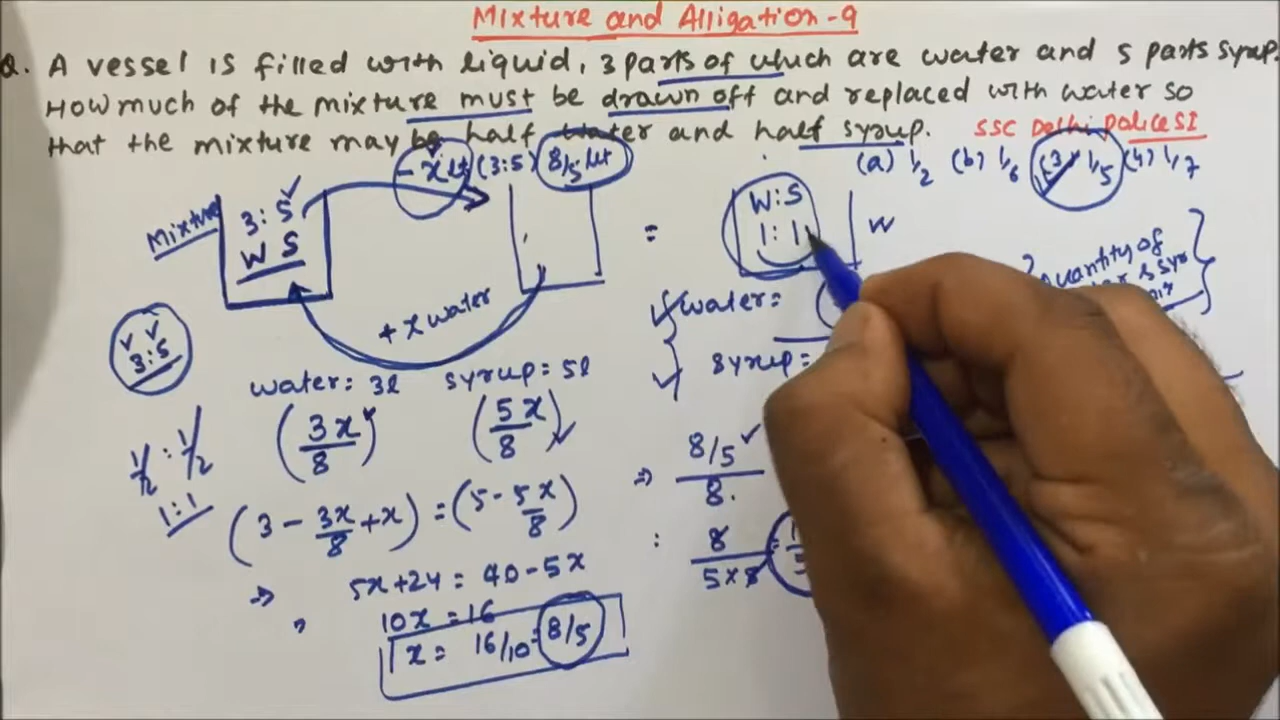 Mixture and Alligation-9
Q. A vessel is filled with liquid, 3 parts of which are water and 5 parts syrup.
How much of the mixture must be drawn off and replaced with water so
that the mixture may be half water and half syrup. SSC Delhi Police SI
(a) 1/2 (b) 1/6 (3) 1/5 (4) 1/7
-x Lt (3:5) 8/5 Lt
Mixture
3:5
W S
=
W:S
1:1
W
Quantity of
+ x water
3:5
water =
syrup =
water = 3l syrup = 5l
(3x/8) (5x/8)
1/2 : 1/2
1:1
(3 - 3x/8 + x) = (5 - 5x/8)
⇒ 5x+24 = 40-5x
10x = 16
x = 16/10 = 8/5
⇒ 8/5
8
: 8
5×8